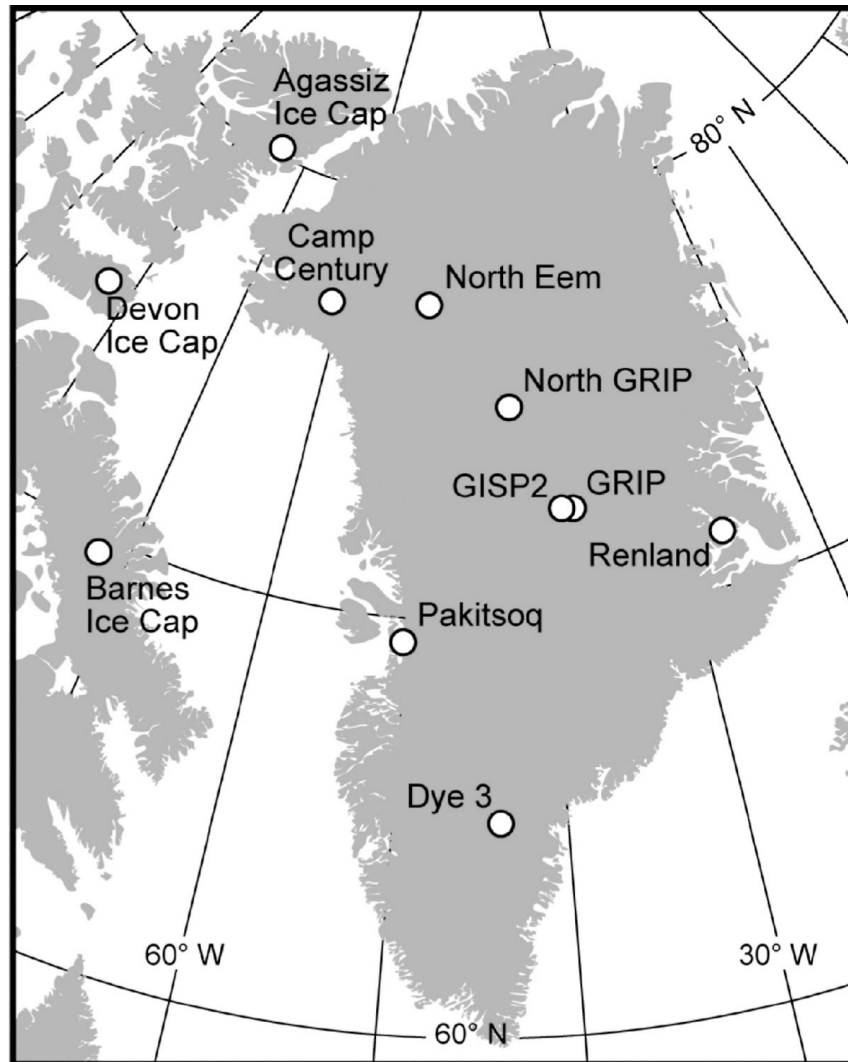 Agassiz
Ice Cap
80° N
Camp
Century
North Eem
Devon
Ice Cap
North GRIP
GISP2
GRIP
Renland
Barnes
Ice Cap
Pakitsoq
Dye 3
60° W
30° W
60° N